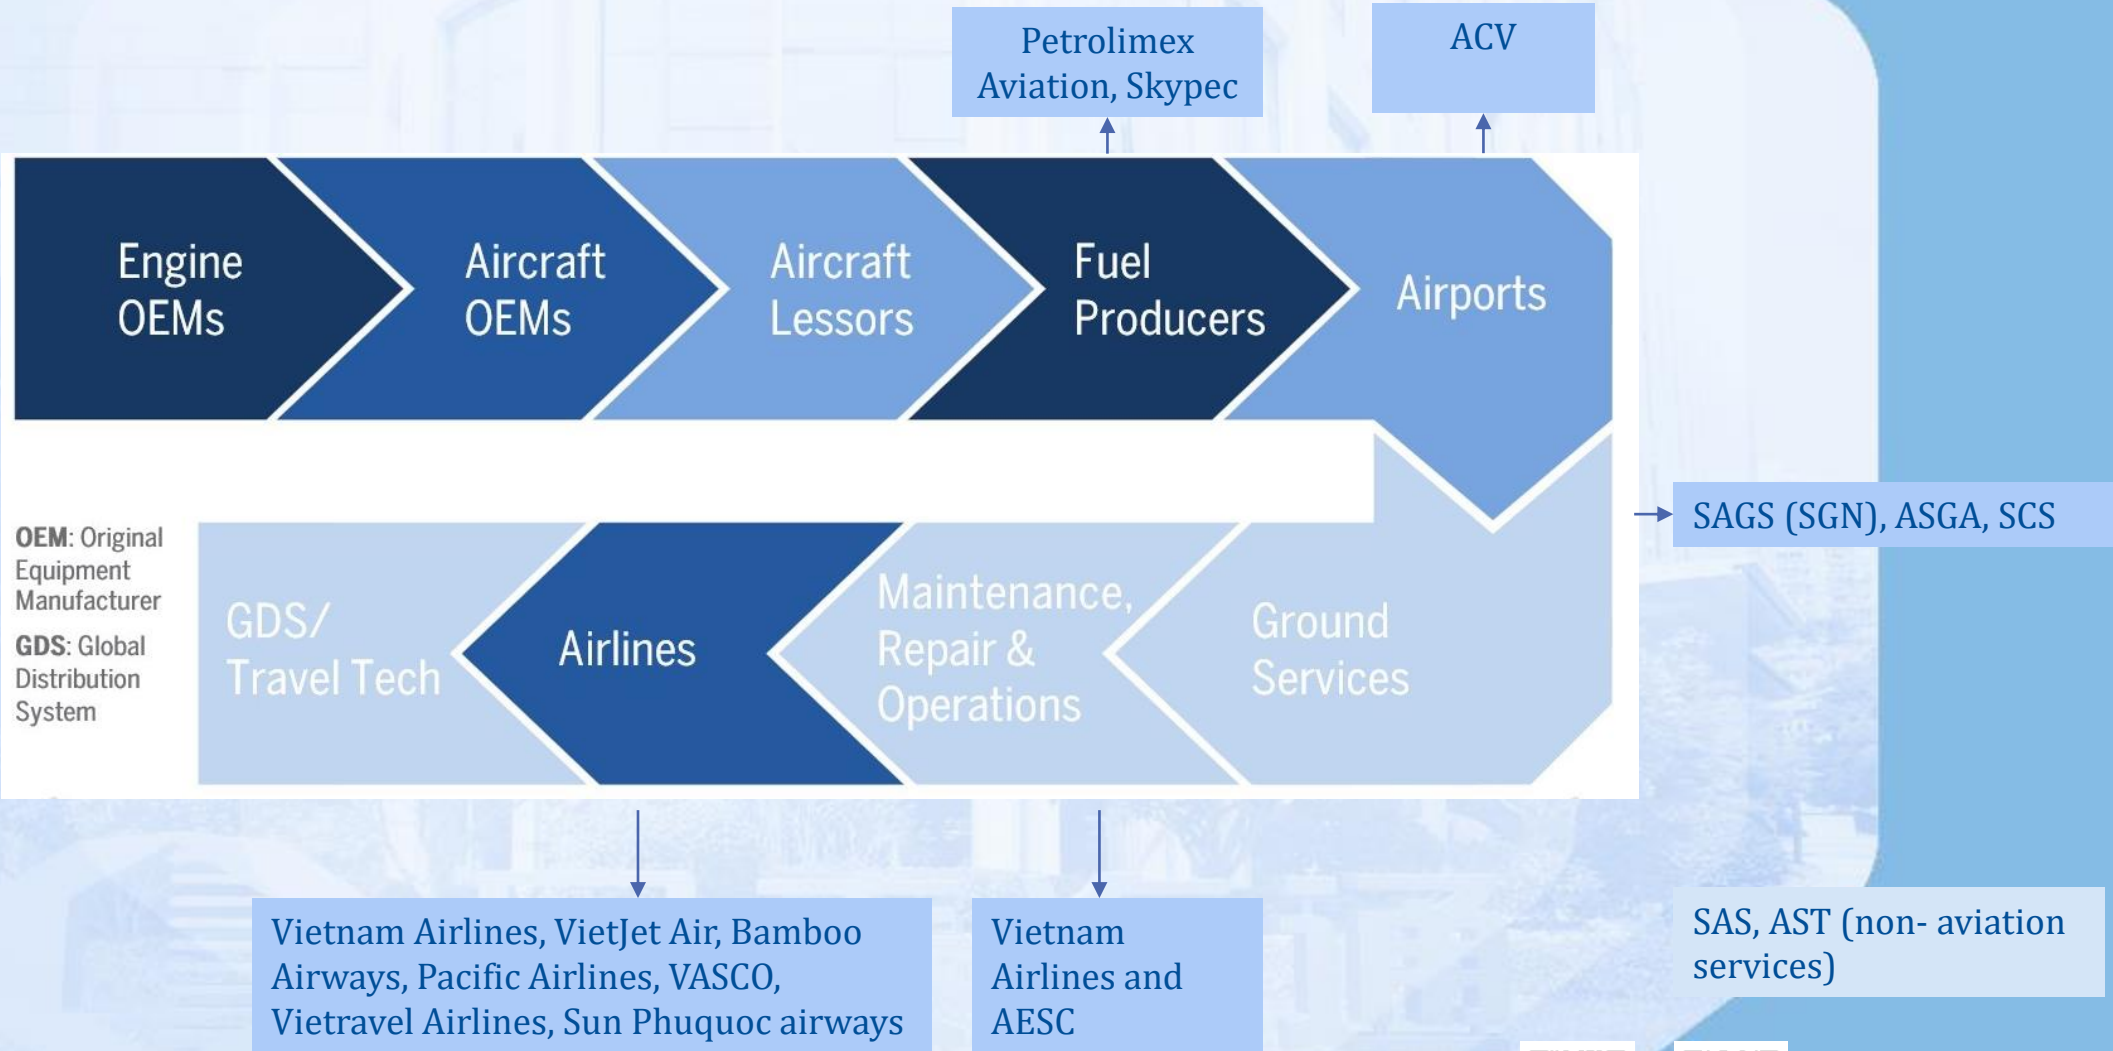 Petrolimex
Aviation, Skypec
ACV
Engine
OEMs
Aircraft
OEMs
Aircraft
Lessors
Fuel
Producers
Airports
SAGS (SGN), ASGA, SCS
OEM: Original
Equipment
Manufacturer
GDS: Global
Distribution
System
GDS/
Travel Tech
Airlines
Maintenance,
Repair &
Operations
Ground
Services
Vietnam Airlines, VietJet Air, Bamboo
Airways, Pacific Airlines, VASCO,
Vietravel Airlines, Sun Phuquoc airways
Vietnam
Airlines and
AESC
SAS, AST (non- aviation
services)